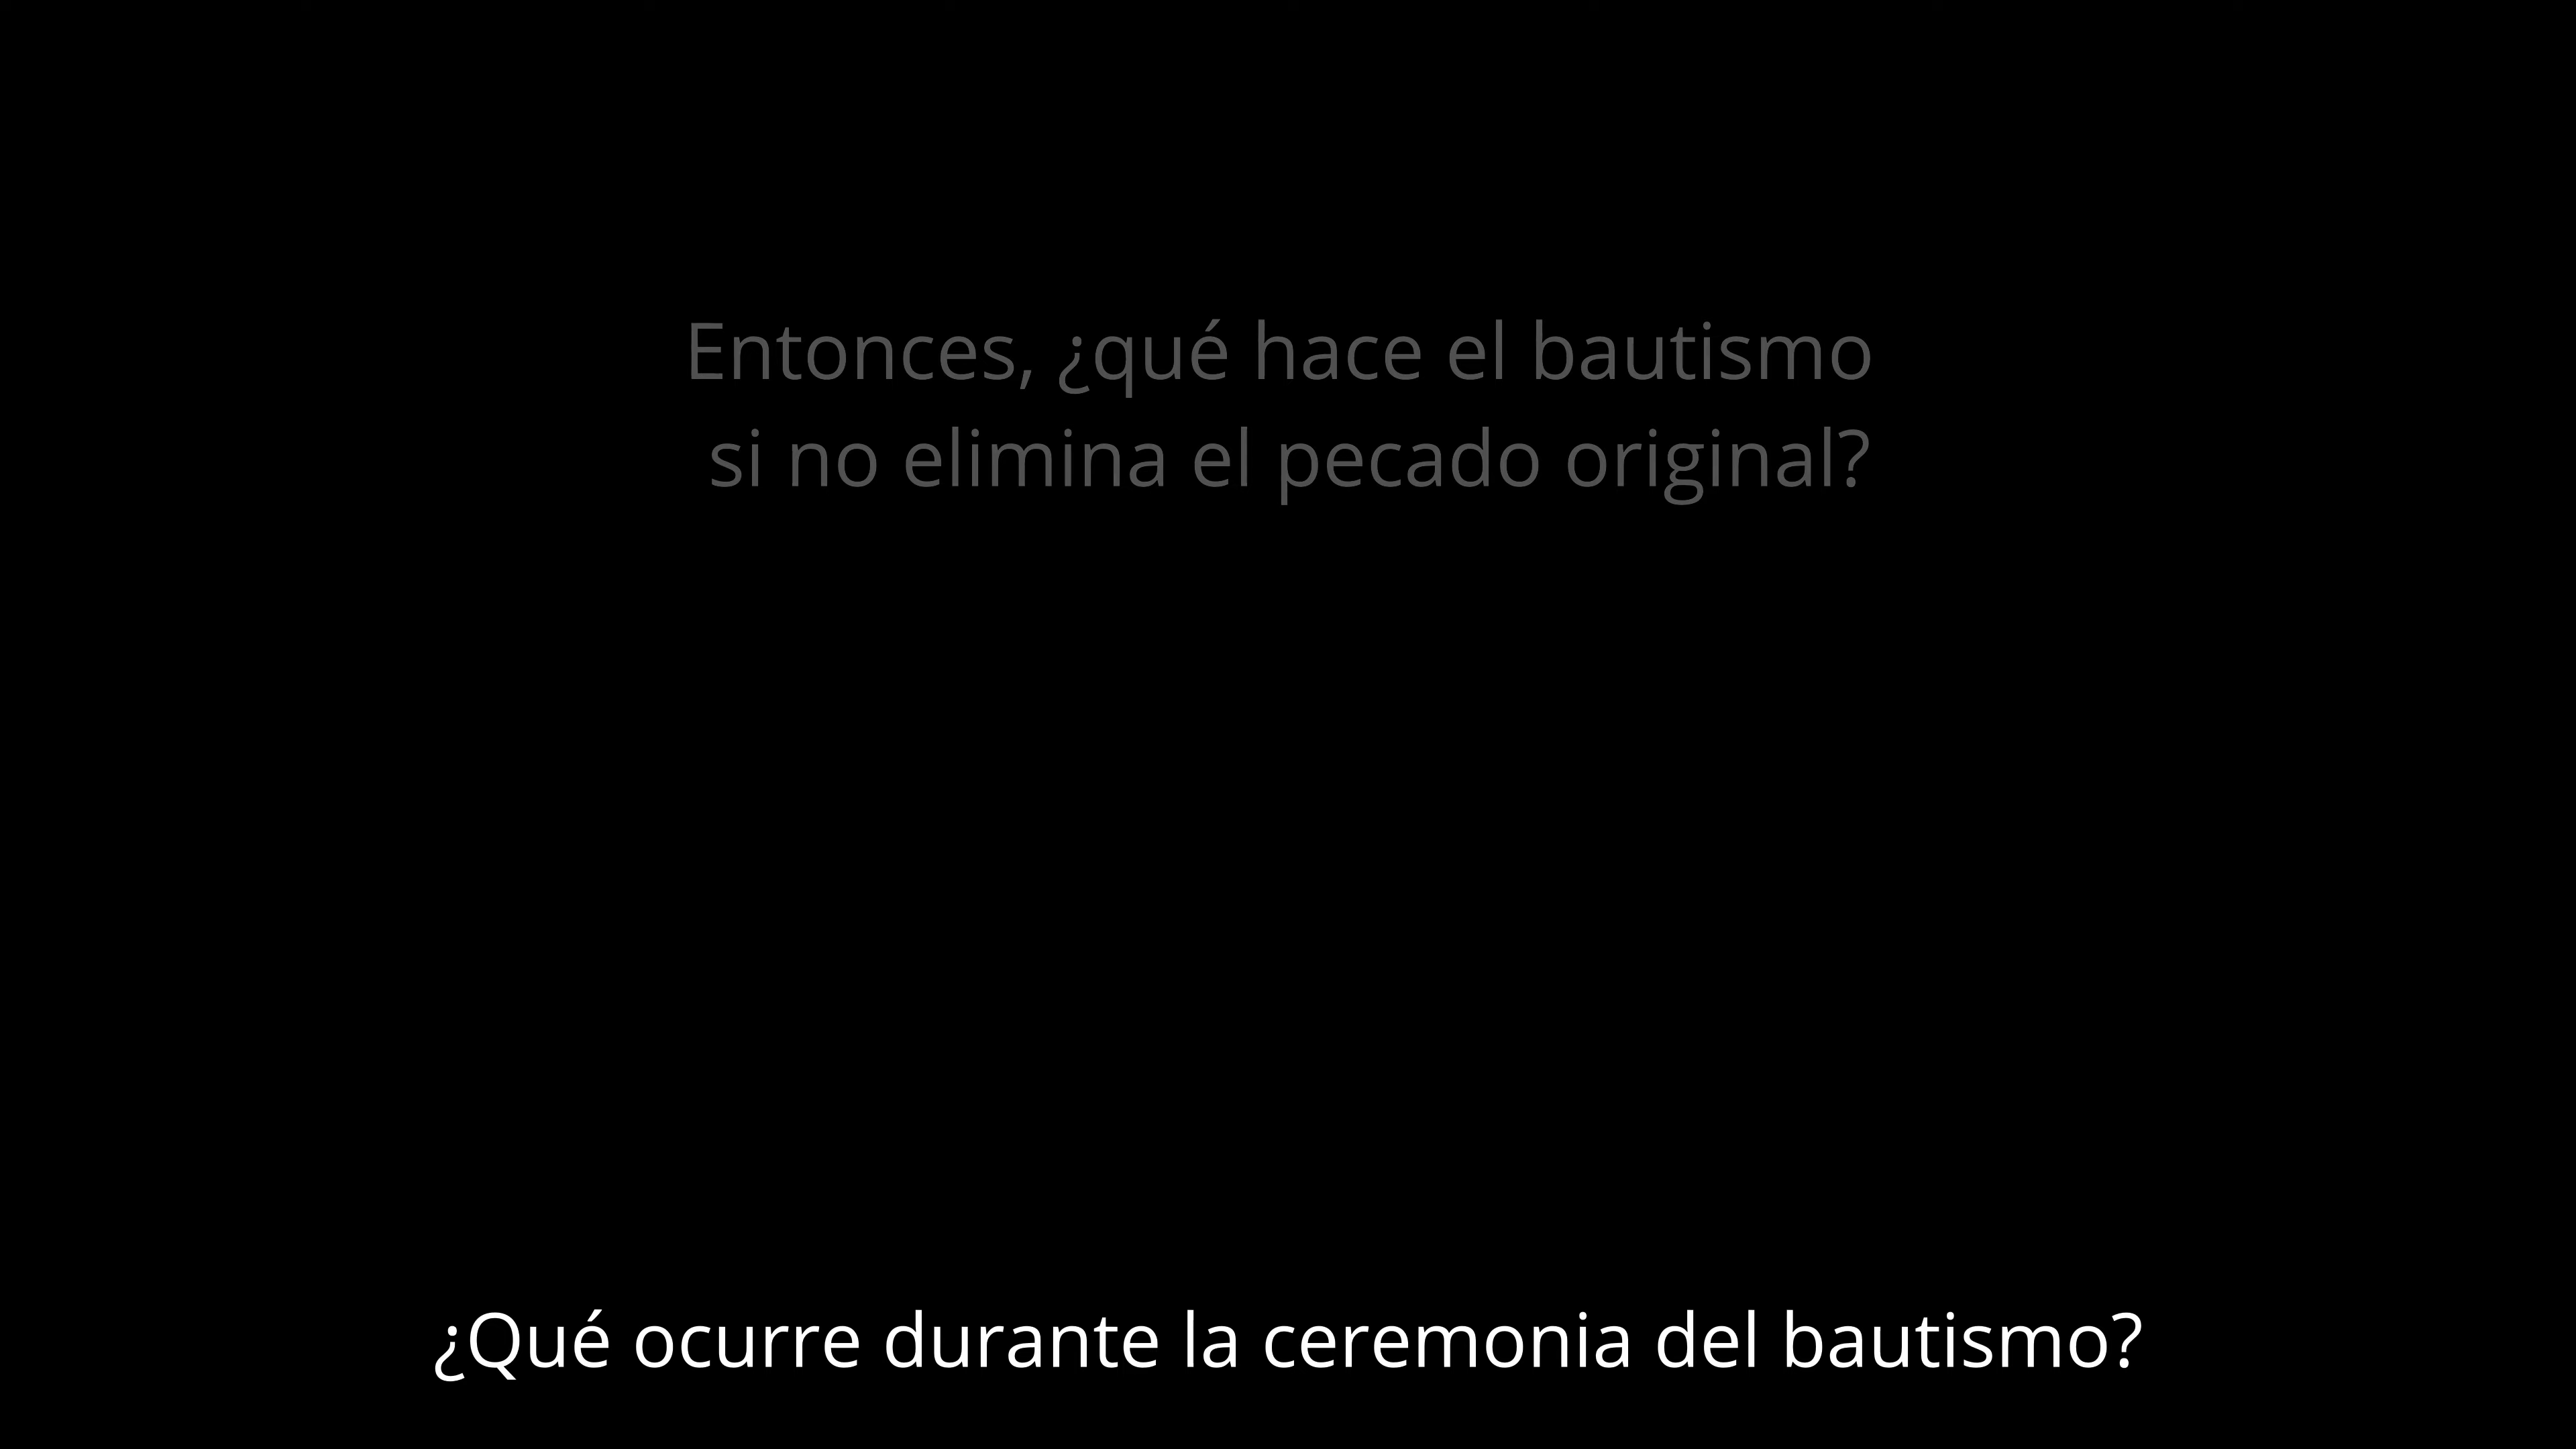 Entonces, ¿qué hace el bautismo
si no elimina el pecado original?
¿Qué ocurre durante la ceremonia del bautismo?